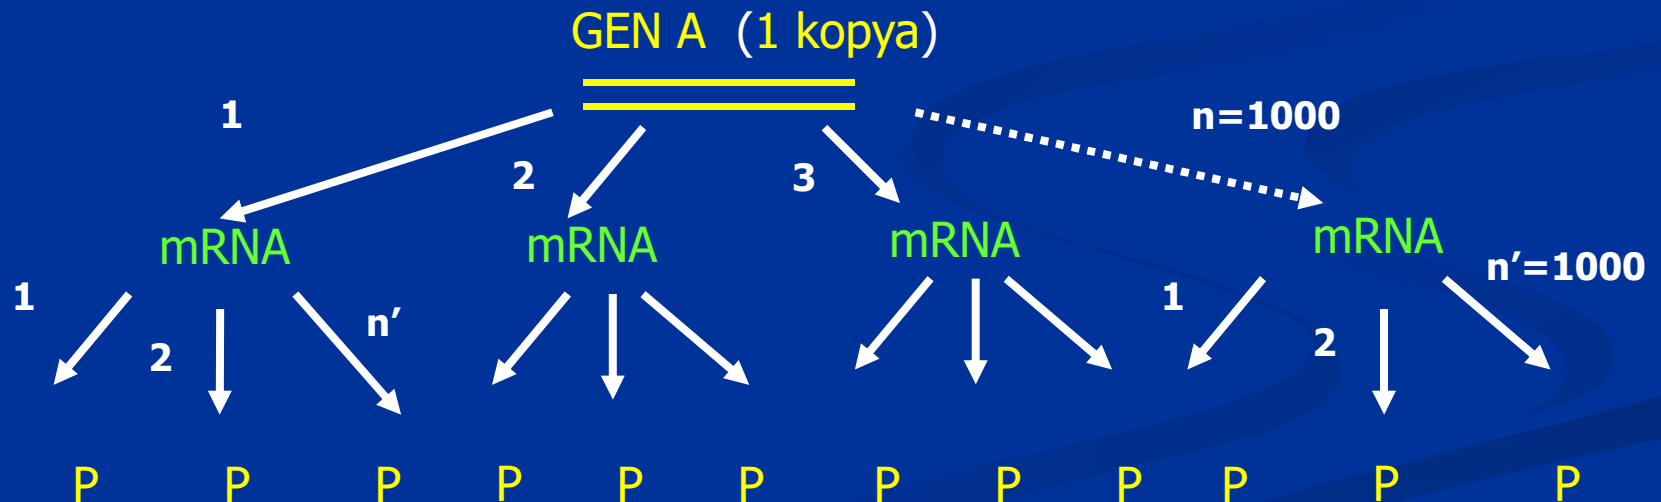 GEN A (1 kopya)
1
n=1000
2
3
mRNA mRNA mRNA mRNA
n′=1000
1
1
n′
2
2
P P P P P P P P P P P P